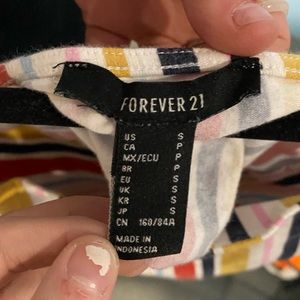 FOREVER 21
US S
CA P
MX/ECU P
BR P
EU S
UK S
KR S
JP S
CN 160/84A
MADE IN
INDONESIA